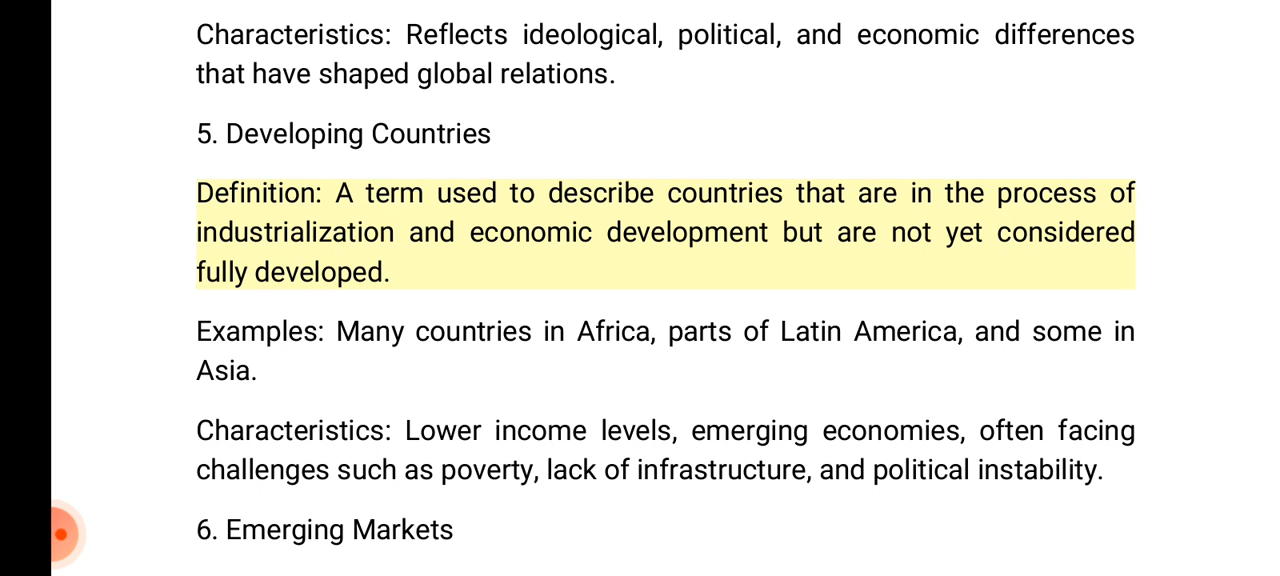 Characteristics: Reflects ideological, political, and economic differences
that have shaped global relations.
5. Developing Countries
Definition: A term used to describe countries that are in the process of
industrialization and economic development but are not yet considered
fully developed.
Examples: Many countries in Africa, parts of Latin America, and some in
Asia.
Characteristics: Lower income levels, emerging economies, often facing
challenges such as poverty, lack of infrastructure, and political instability.
6. Emerging Markets